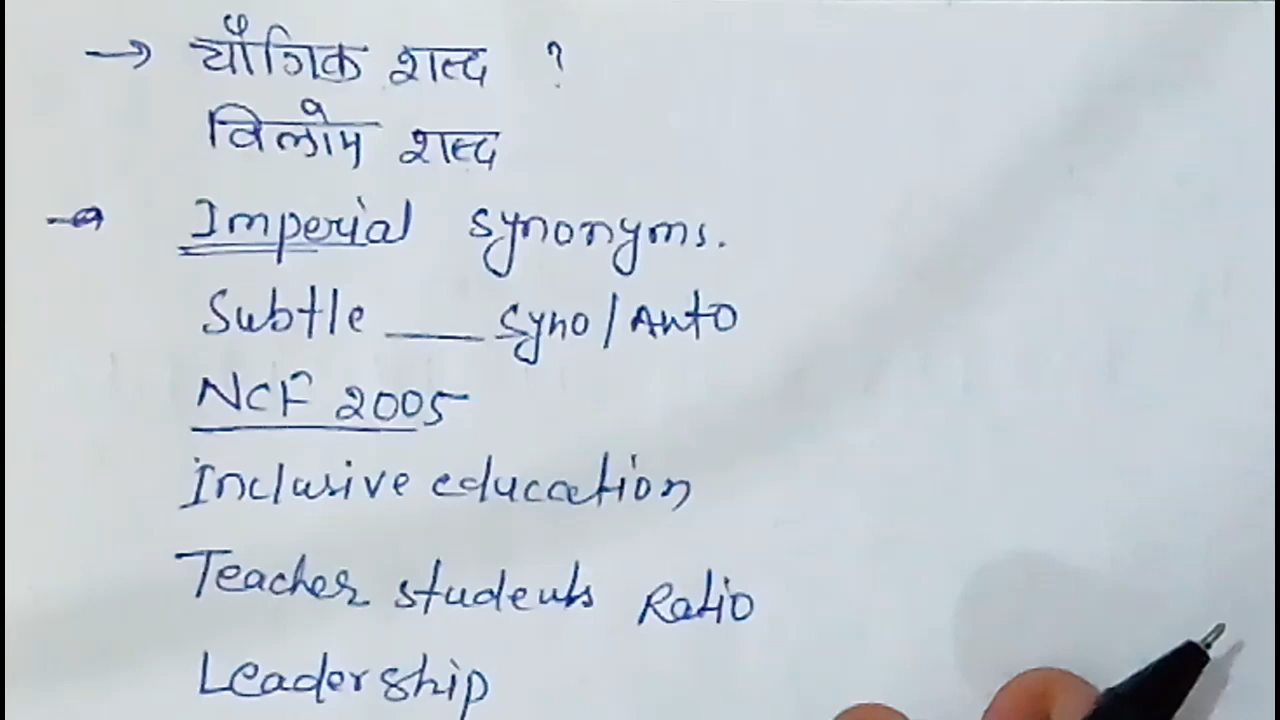 → यौगिक शब्द ?
विलोम शब्द
→ Imperial synonyms.
Subtle ___ Syno/Anto
NCF 2005
Inclusive education
Teacher students Ratio
Leadership